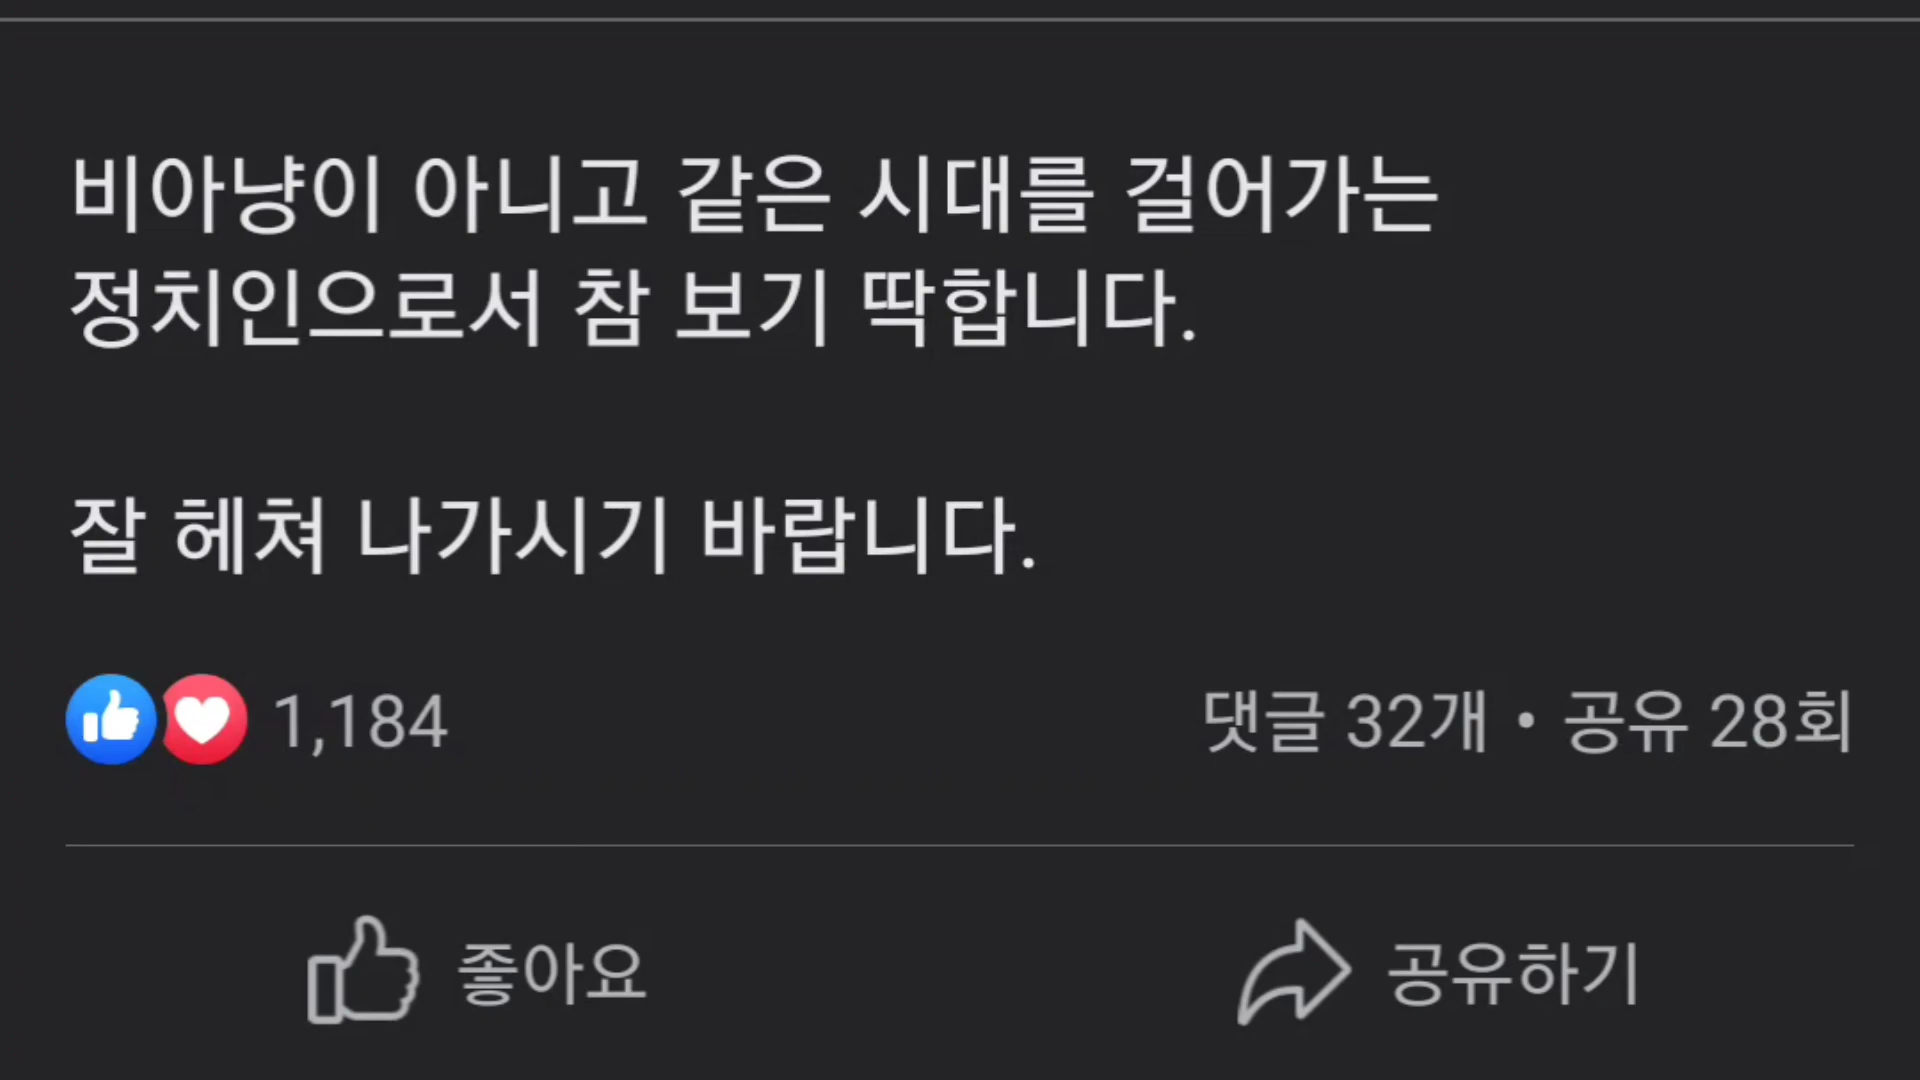 비아냥이 아니고 같은 시대를 걸어가는
정치인으로서 참 보기 딱합니다.
잘 헤쳐 나가시기 바랍니다.
1,184
댓글 32개 • 공유 28회
좋아요
공유하기